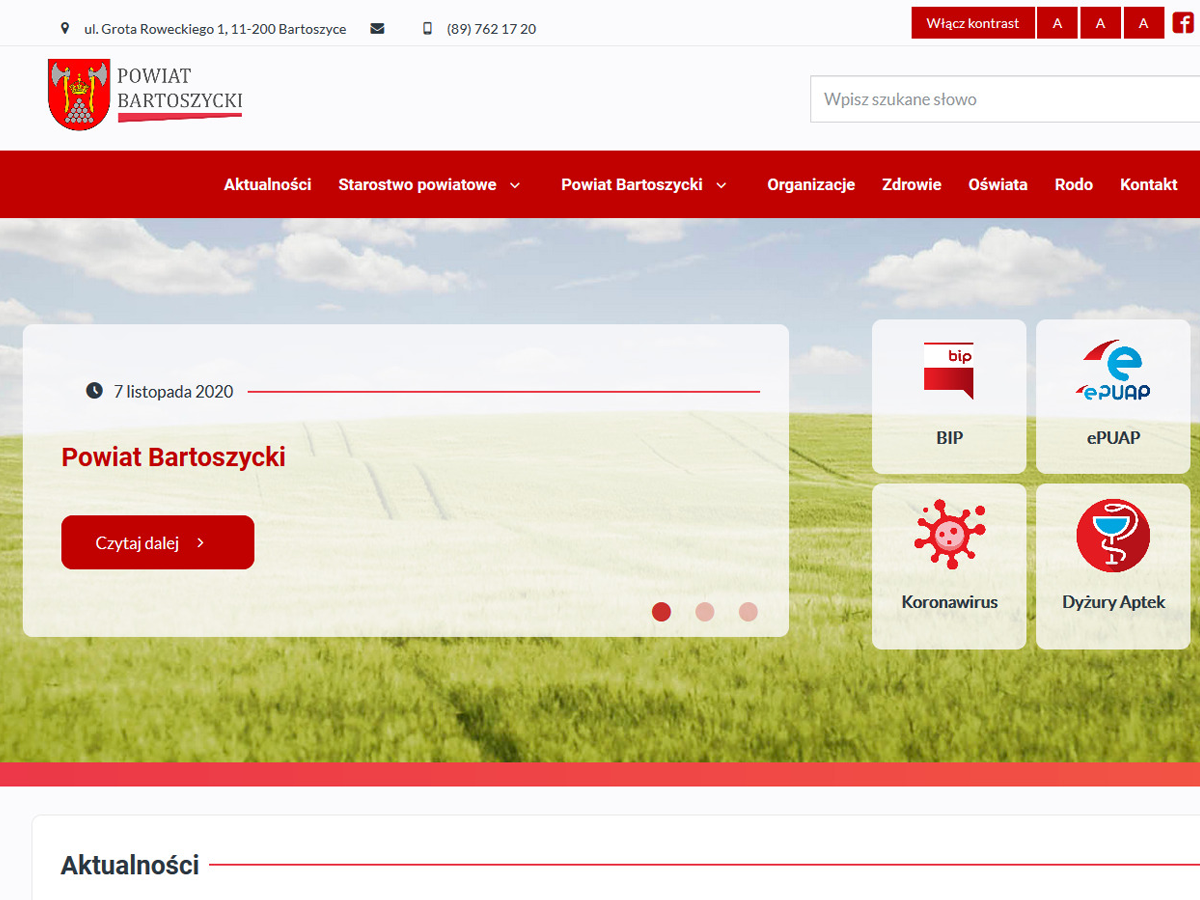 ul. Grota Roweckiego 1, 11-200 Bartoszyce (89) 762 17 20 Włącz kontrast A A A
POWIAT
BARTOSZYCKI
Wpisz szukane słowo
Aktualności Starostwo powiatowe Powiat Bartoszycki Organizacje Zdrowie Oświata Rodo Kontakt
7 listopada 2020
Powiat Bartoszycki
Czytaj dalej
bip
BIP
ePUAP
ePUAP
Koronawirus
Dyżury Aptek
Aktualności